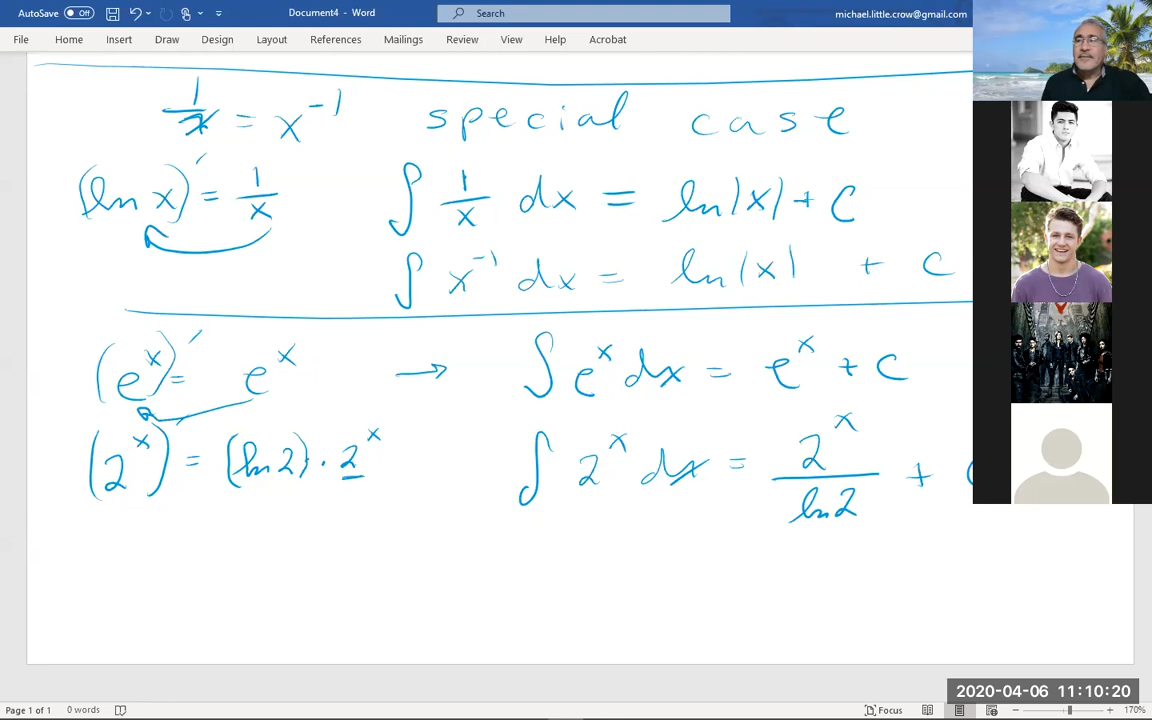 AutoSave Off Document4 - Word Search michael.little.crow@gmail.com
File Home Insert Draw Design Layout References Mailings Review View Help Acrobat
1/x = x^-1 special case
(ln x)' = 1/x ∫ 1/x dx = ln|x| + C
∫ x^-1 dx = ln|x| + C
(e^x)' = e^x → ∫ e^x dx = e^x + C
(2^x)' = (ln 2) · 2^x ∫ 2^x dx = 2^x/ln2 +
2020-04-06 11:10:20
Page 1 of 1 0 words Focus 170%